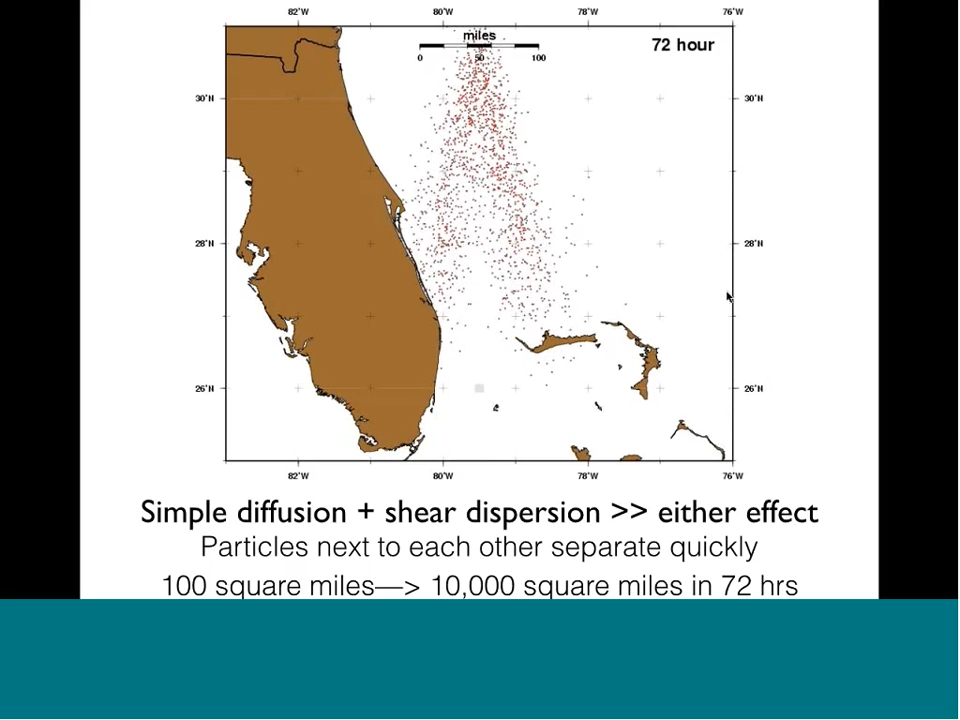 82°W 80°W 78°W 76°W
miles
72 hour
0 50 100
30°N 30°N
28°N 28°N
26°N 26°N
82°W 80°W 78°W 76°W
Simple diffusion + shear dispersion >> either effect
Particles next to each other separate quickly
100 square miles—> 10,000 square miles in 72 hrs